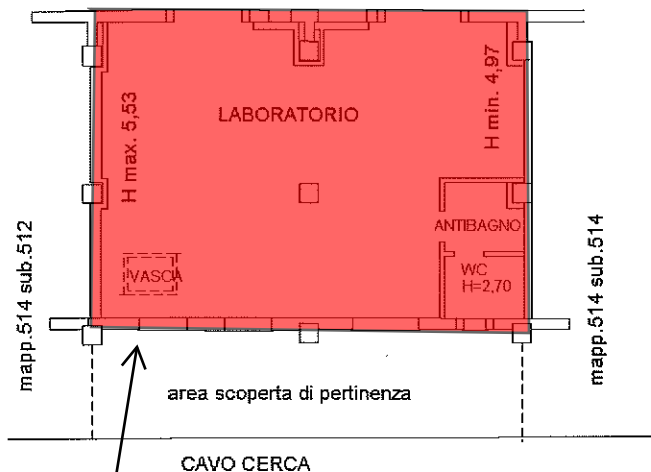 H max. 5,53
LABORATORIO
H min. 4,97
ANTIBAGNO
VASCA
WC
H=2,70
mapp.514 sub.512
mapp.514 sub.514
area scoperta di pertinenza
CAVO CERCA